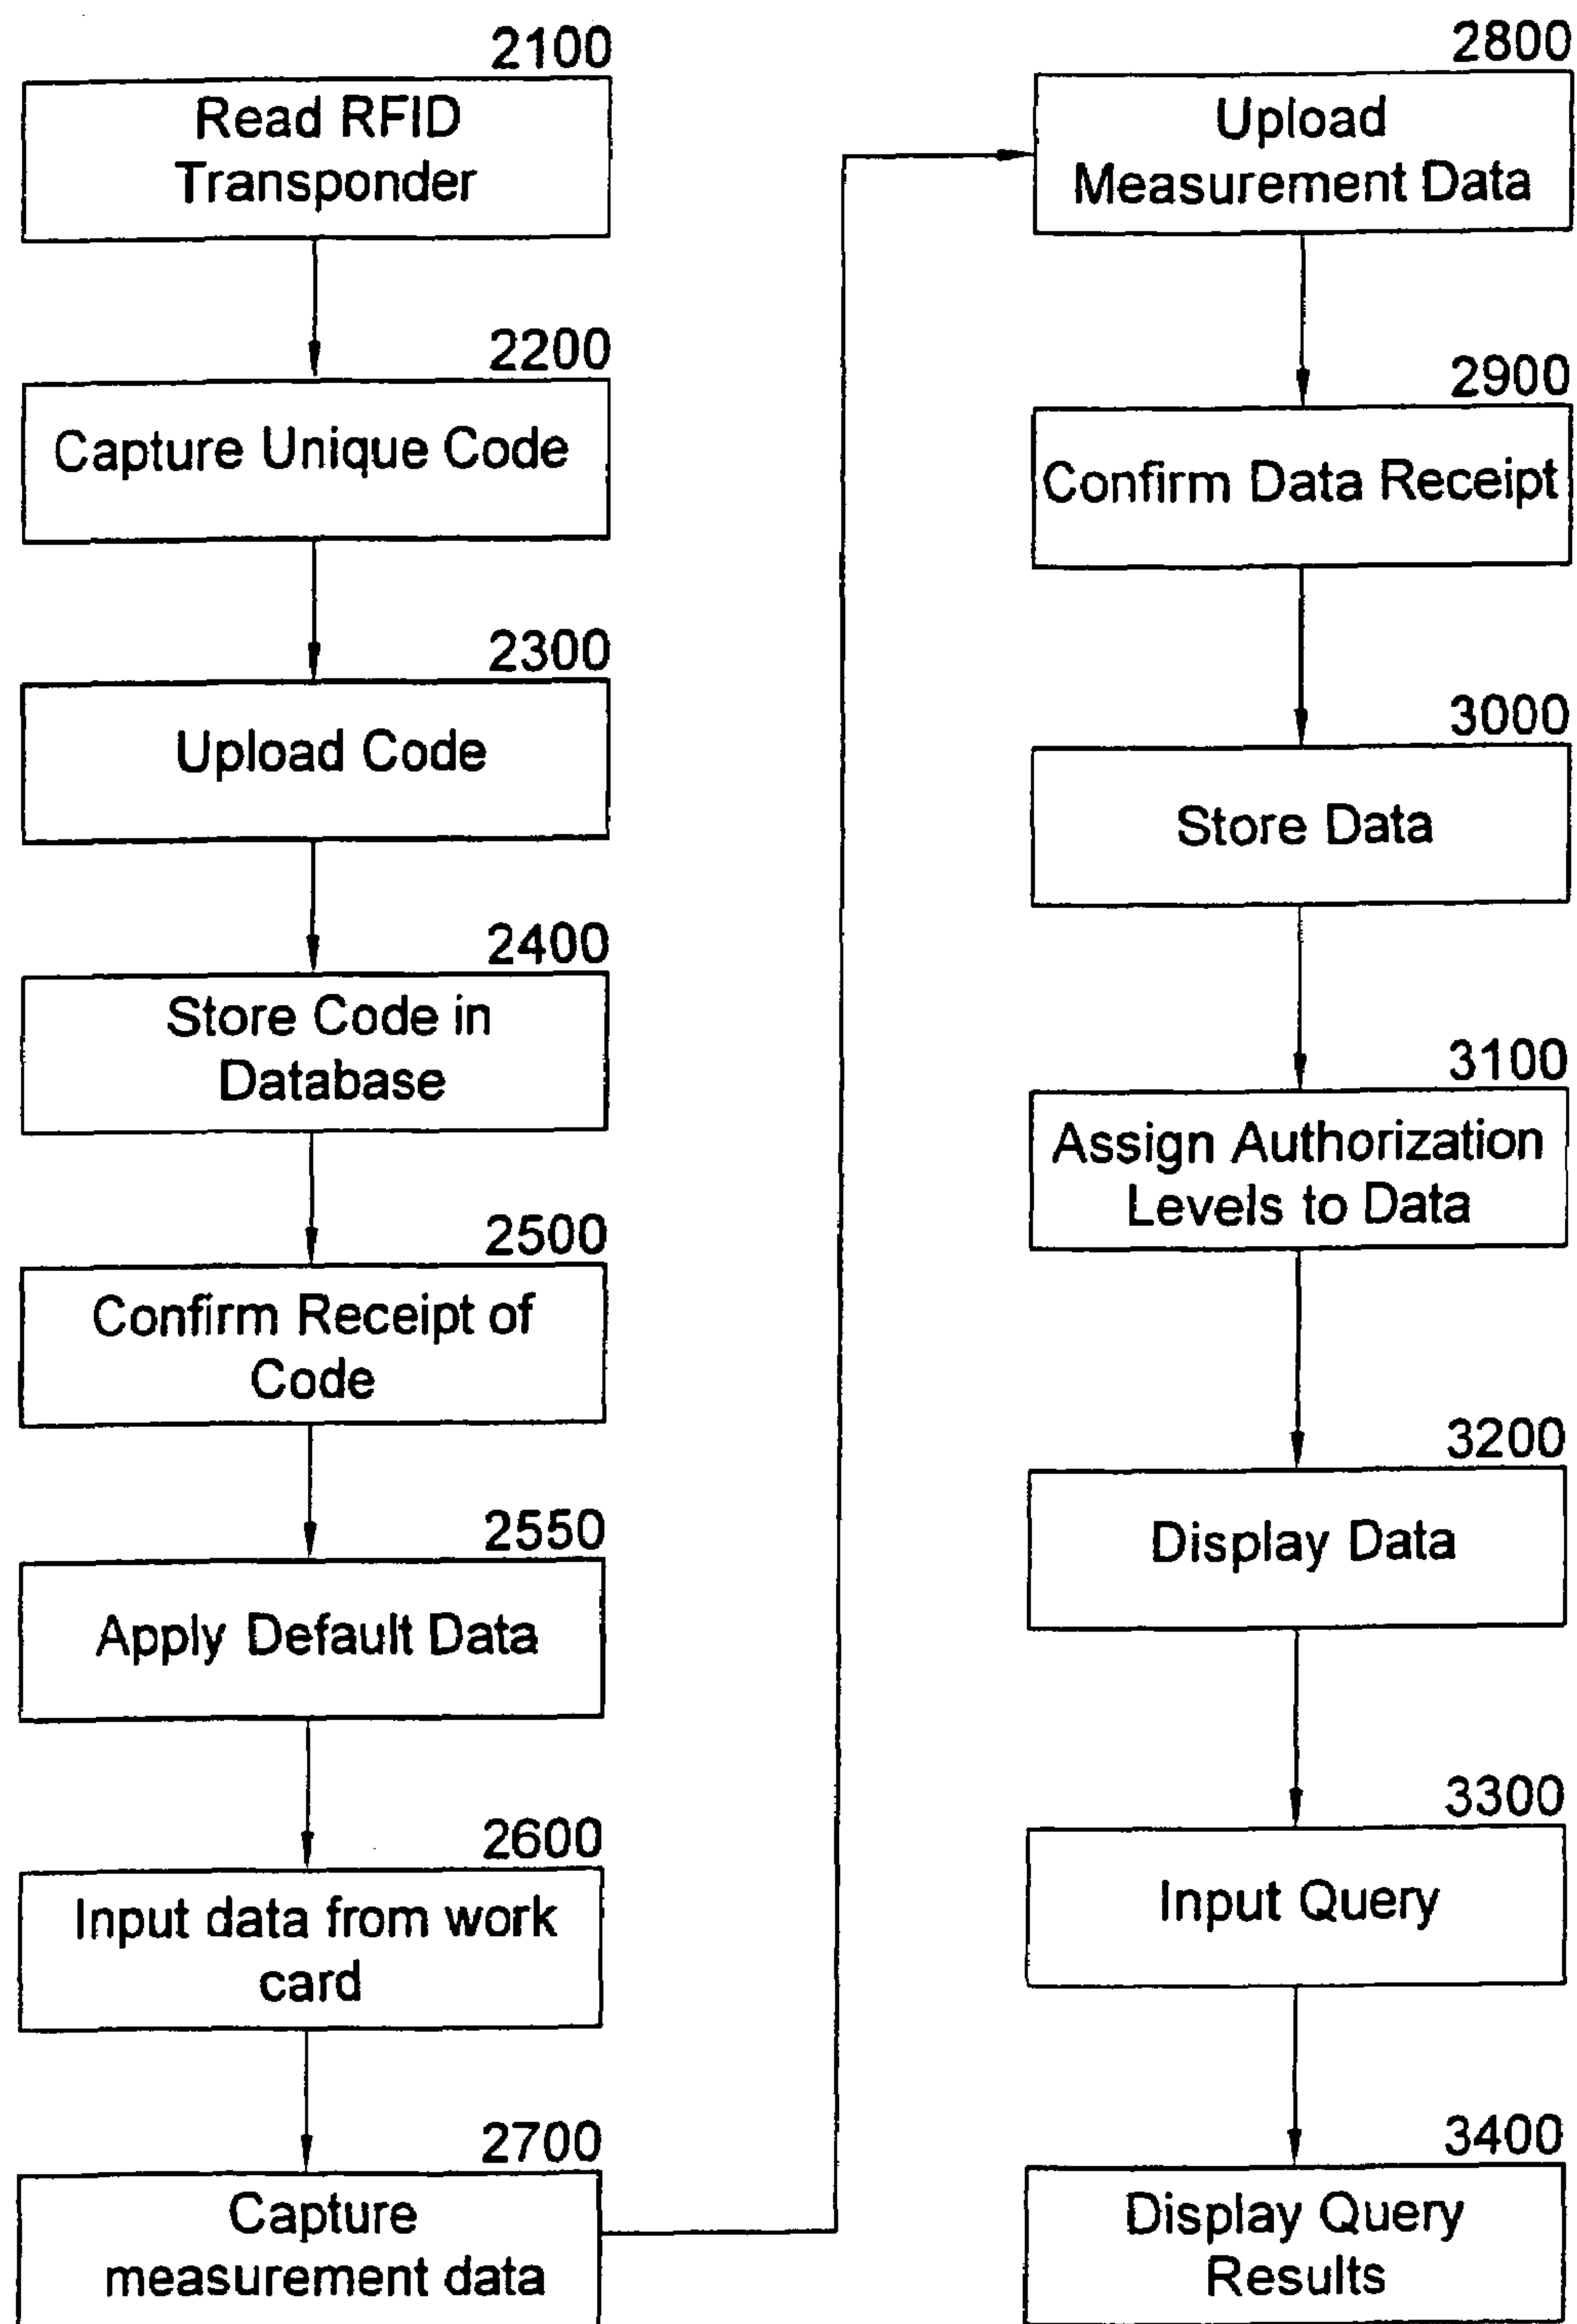 2100
Read RFID
Transponder
2200
Capture Unique Code
2300
Upload Code
2400
Store Code in
Database
2500
Confirm Receipt of
Code
2550
Apply Default Data
2600
Input data from work
card
2700
Capture
measurement data
2800
Upload
Measurement Data
2900
Confirm Data Receipt
3000
Store Data
3100
Assign Authorization
Levels to Data
3200
Display Data
3300
Input Query
3400
Display Query
Results